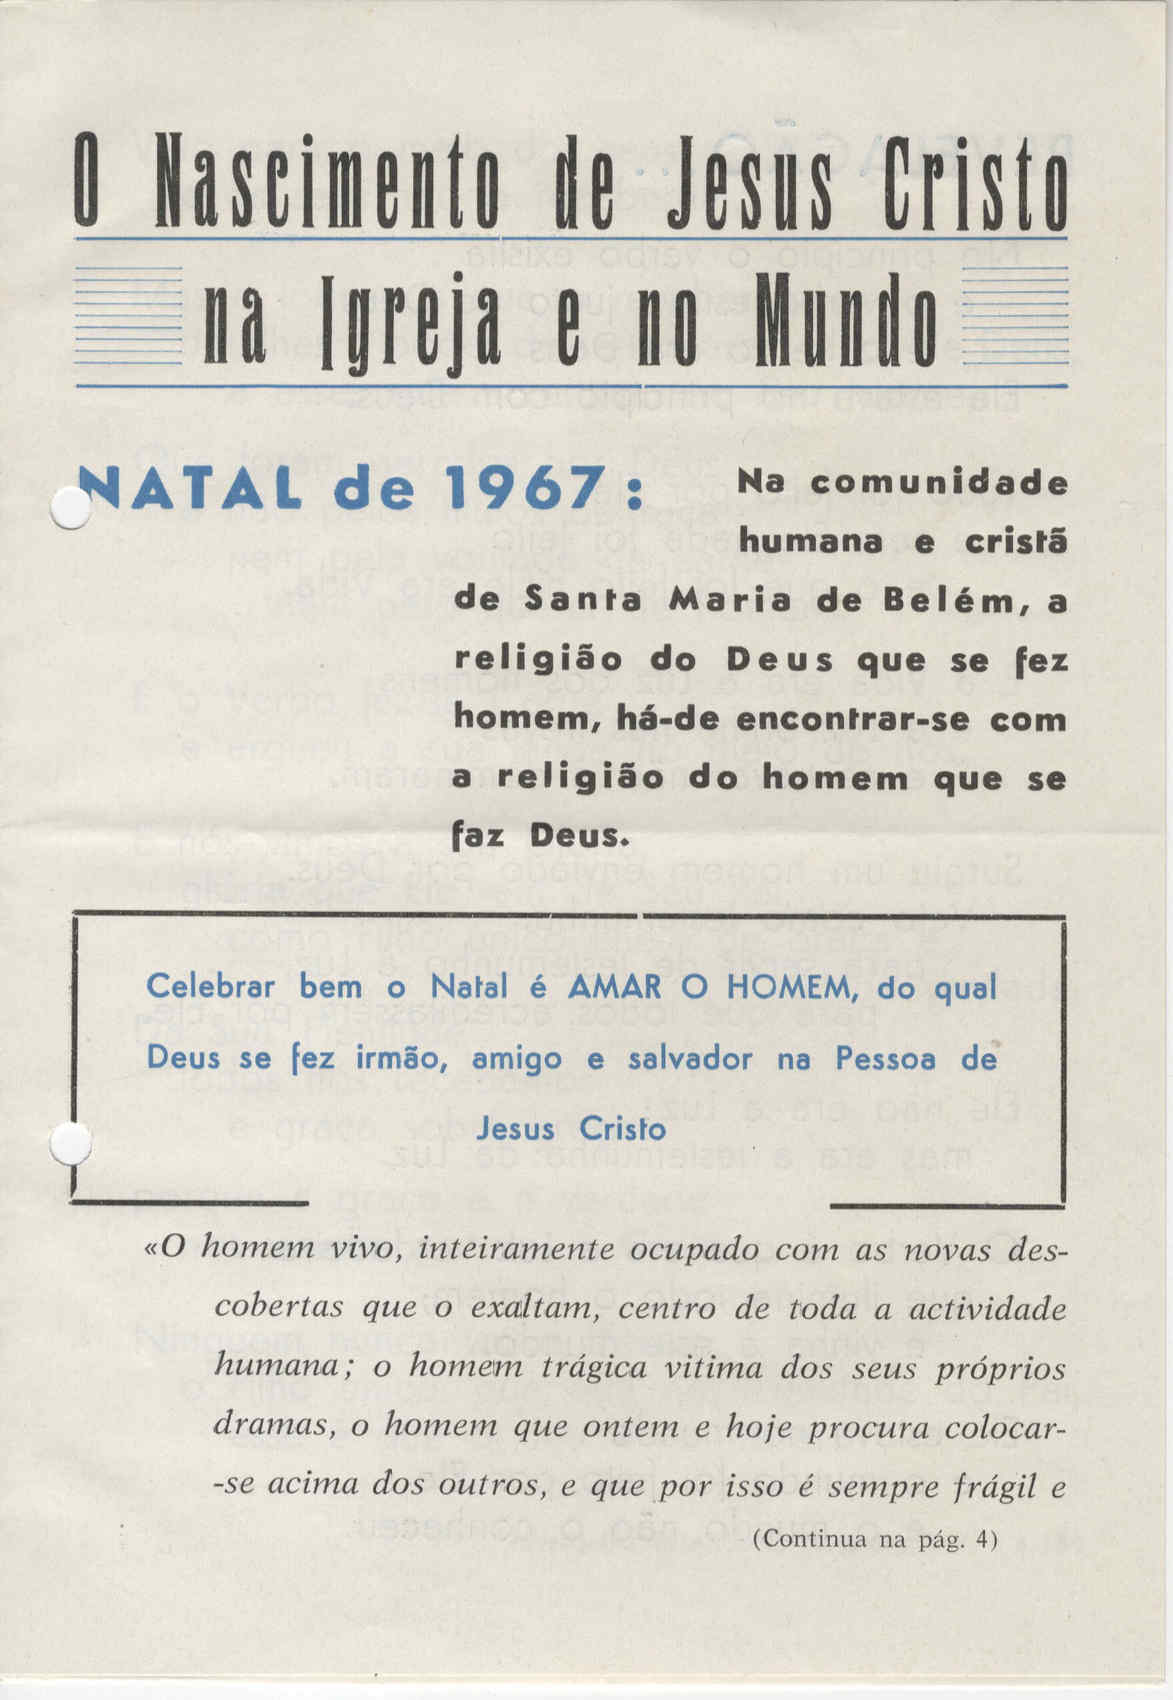 O Nascimento de Jesus Cristo
na Igreja e no Mundo
NATAL de 1967:
Na comunidade
humana e cristã
de Santa Maria de Belém, a
religião do Deus que se fez
homem, há-de encontrar-se com
a religião do homem que se
faz Deus.
Celebrar bem o Natal é AMAR O HOMEM, do qual
Deus se fez irmão, amigo e salvador na Pessoa de
Jesus Cristo
«O homem vivo, inteiramente ocupado com as novas des-
cobertas que o exaltam, centro de toda a actividade
humana; o homem trágica vitima dos seus próprios
dramas, o homem que ontem e hoje procura colocar-
-se acima dos outros, e que por isso é sempre frágil e
(Continua na pág. 4)